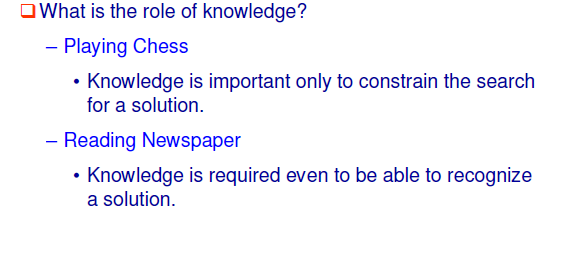 What is the role of knowledge?
– Playing Chess
• Knowledge is important only to constrain the search
for a solution.
– Reading Newspaper
• Knowledge is required even to be able to recognize
a solution.